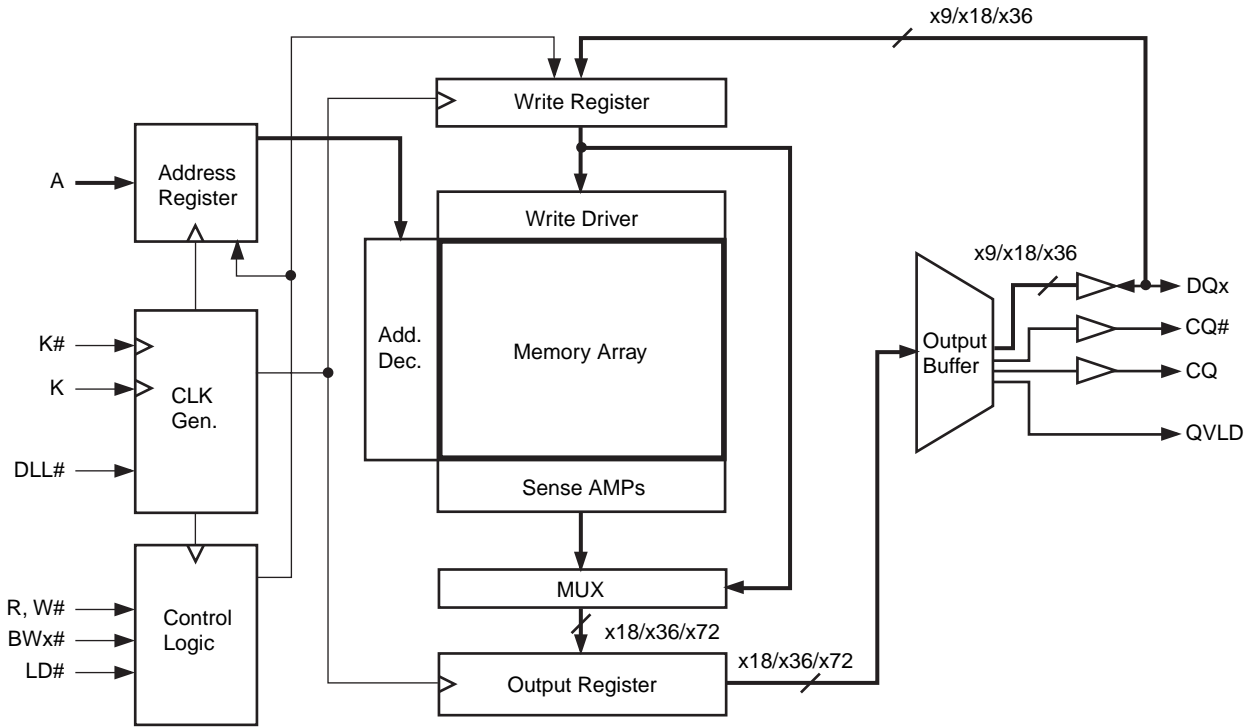 x9/x18/x36
Write Register
Address
Register
A
Write Driver
x9/x18/x36
DQx
CQ#
CQ
QVLD
Output
Buffer
Add.
Dec.
Memory Array
K#
K
CLK
Gen.
DLL#
Sense AMPs
MUX
x18/x36/x72
x18/x36/x72
Control
Logic
R, W#
BWx#
LD#
Output Register